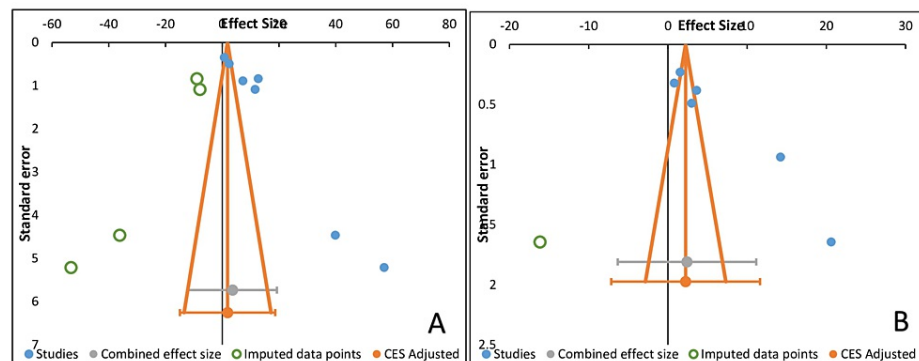 Effect Size
-60 -40 -20 0 20 40 60 80
0
1
2
3
4
5
6
7
Standard error
A
Studies Combined effect size Imputed data points CES Adjusted
Effect Size
-20 -10 0 10 20 30
0
0.5
1
1.5
2
2.5
Standard error
B
Studies Combined effect size Imputed data points CES Adjusted